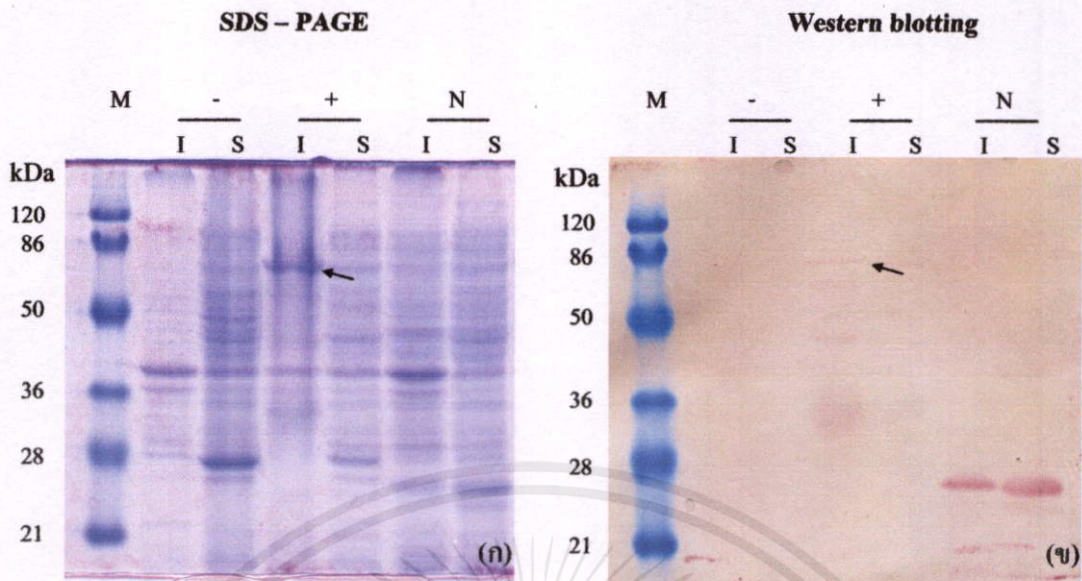 SDS – PAGE
Western blotting
M - + N
I S I S I S
kDa
120
86
50
36
28
21
(ก)
M - + N
I S I S I S
kDa
120
86
50
36
28
21
(ข)